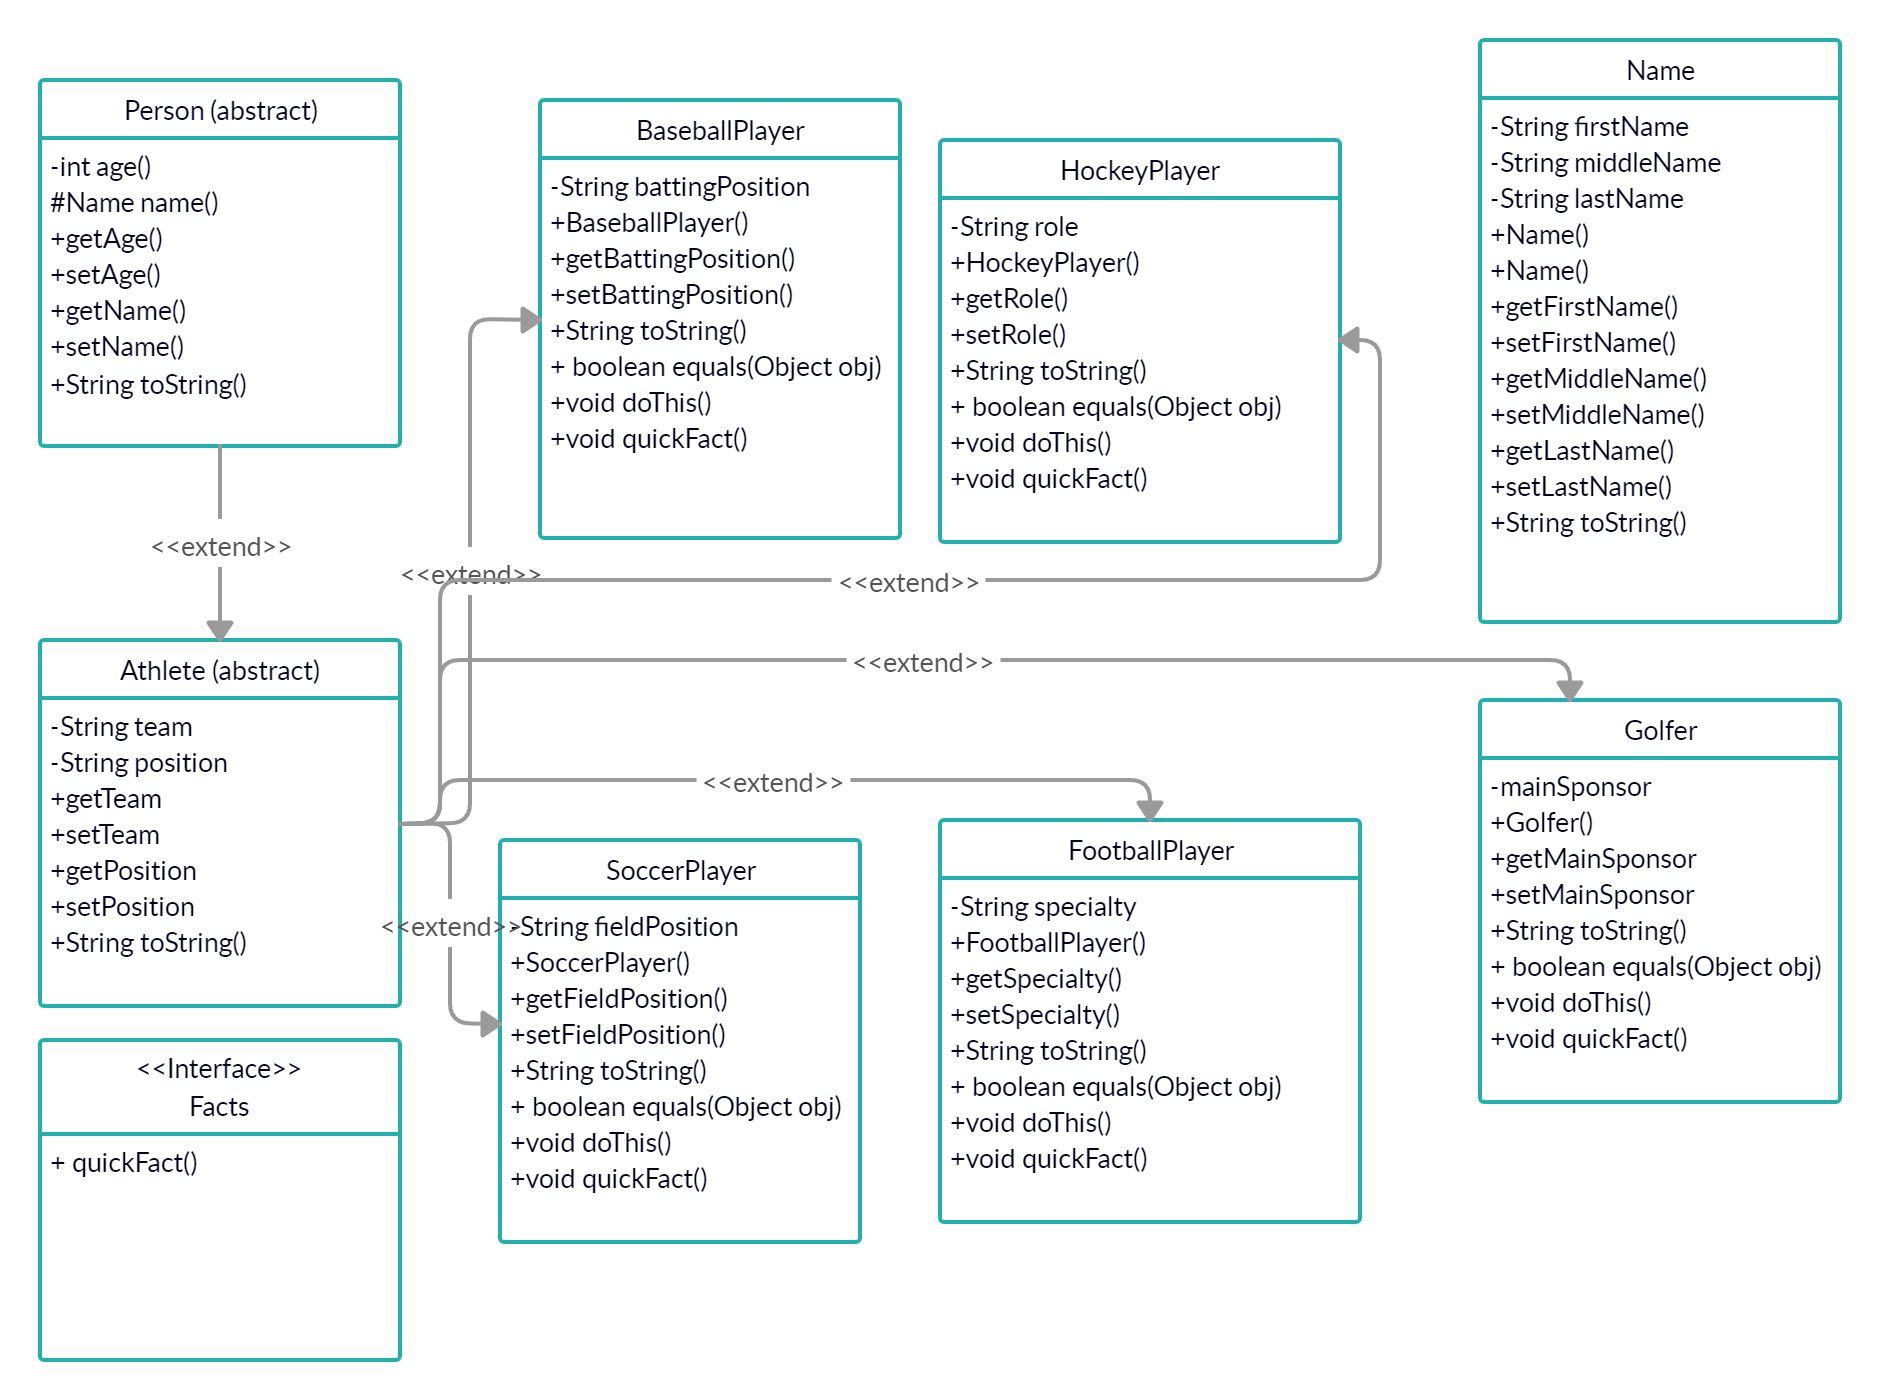 Person (abstract)
-int age()
#Name name()
+getAge()
+setAge()
+getName()
+setName()
+String toString()
<<extend>>
Athlete (abstract)
-String team
-String position
+getTeam
+setTeam
+getPosition
+setPosition
+String toString()
<<Interface>>
Facts
+ quickFact()
BaseballPlayer
-String battingPosition
+BaseballPlayer()
+getBattingPosition()
+setBattingPosition()
+String toString()
+ boolean equals(Object obj)
+void doThis()
+void quickFact()
<<extend>>
HockeyPlayer
-String role
+HockeyPlayer()
+getRole()
+setRole()
+String toString()
+ boolean equals(Object obj)
+void doThis()
+void quickFact()
<<extend>>
Name
-String firstName
-String middleName
-String lastName
+Name()
+Name()
+getFirstName()
+setFirstName()
+getMiddleName()
+setMiddleName()
+getLastName()
+setLastName()
+String toString()
<<extend>>
<<extend>>
<<extend>>
SoccerPlayer
-String fieldPosition
+SoccerPlayer()
+getFieldPosition()
+setFieldPosition()
+String toString()
+ boolean equals(Object obj)
+void doThis()
+void quickFact()
FootballPlayer
-String specialty
+FootballPlayer()
+getSpecialty()
+setSpecialty()
+String toString()
+ boolean equals(Object obj)
+void doThis()
+void quickFact()
Golfer
-mainSponsor
+Golfer()
+getMainSponsor
+setMainSponsor
+String toString()
+ boolean equals(Object obj)
+void doThis()
+void quickFact()